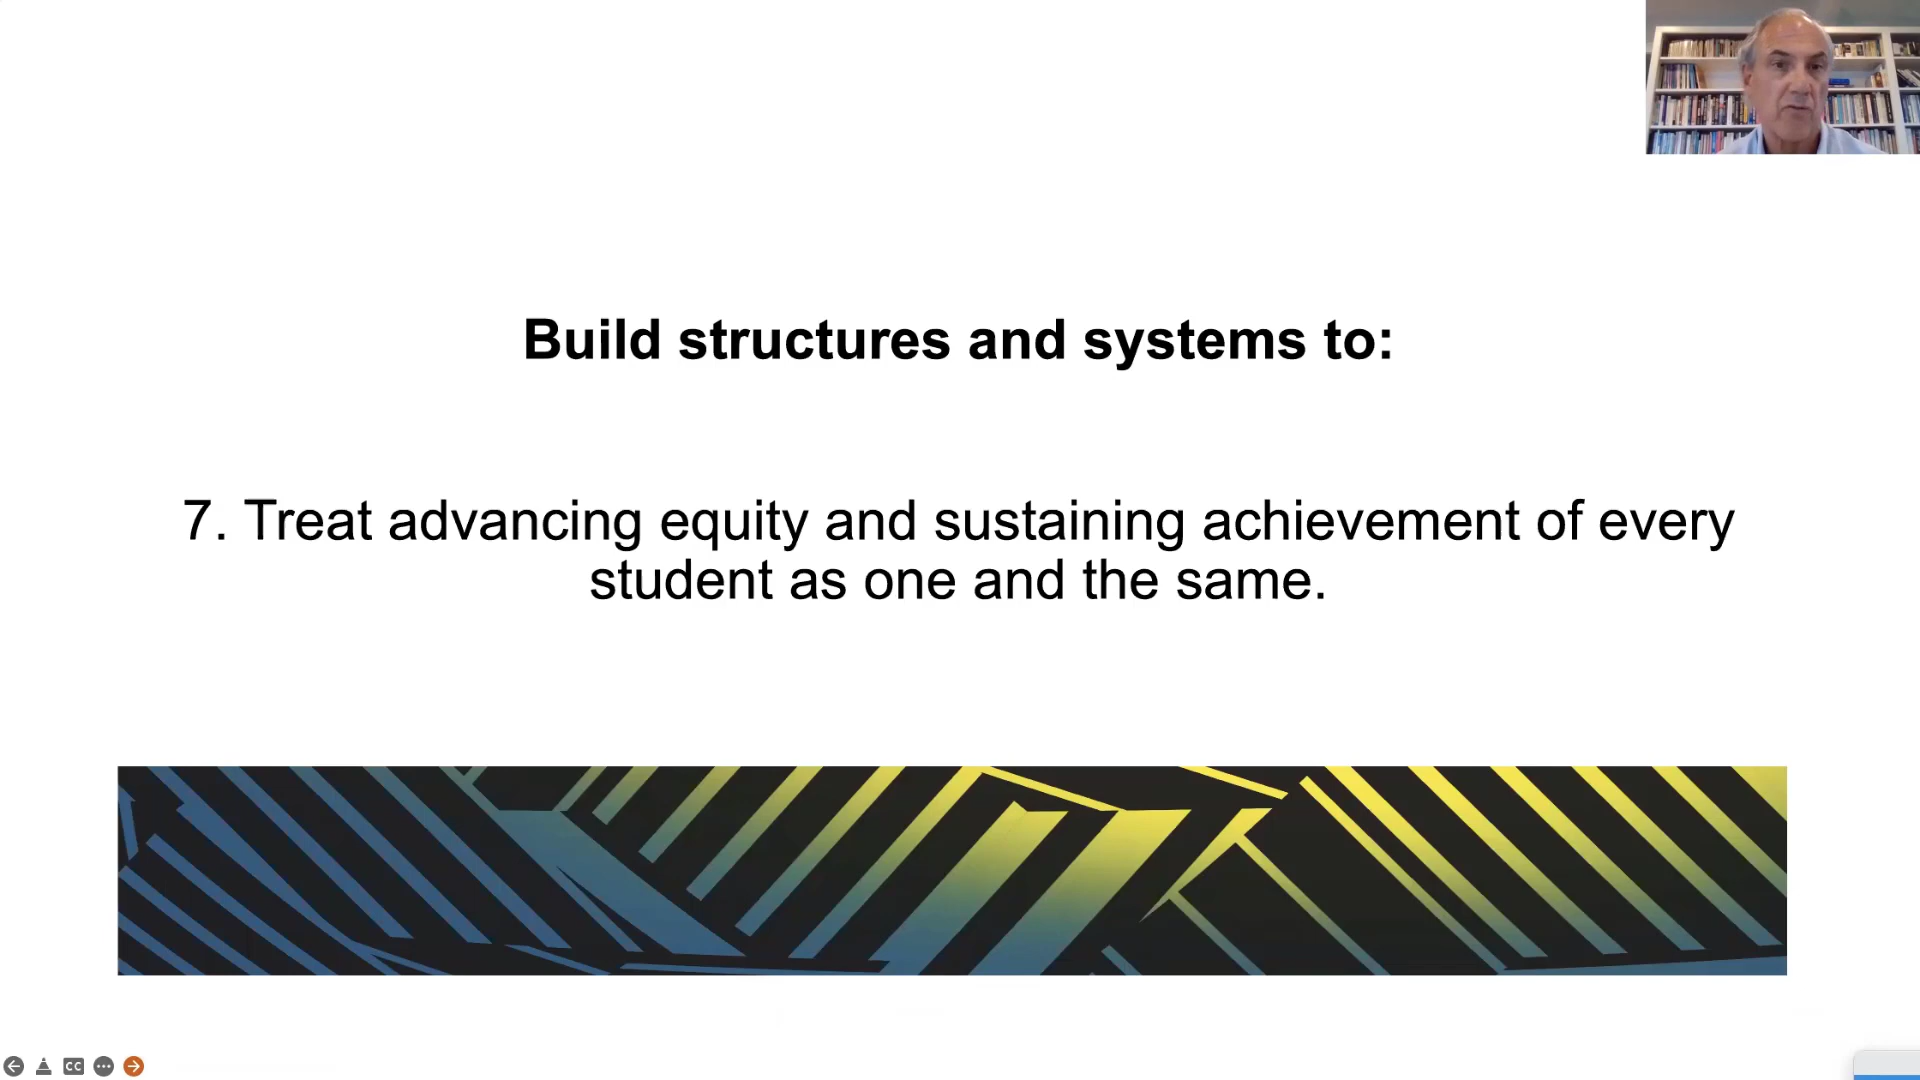 Build structures and systems to:
7. Treat advancing equity and sustaining achievement of every
student as one and the same.
CC